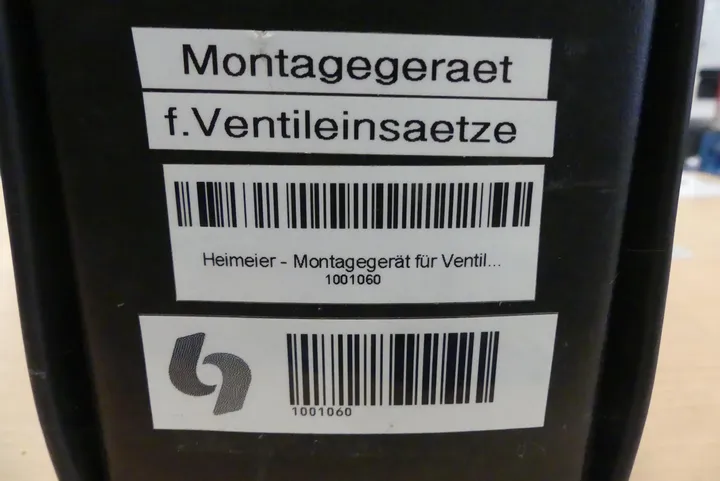 Montagegeraet
f.Ventileinsaetze
Heimeier - Montagegerät für Ventil...
1001060
1001060